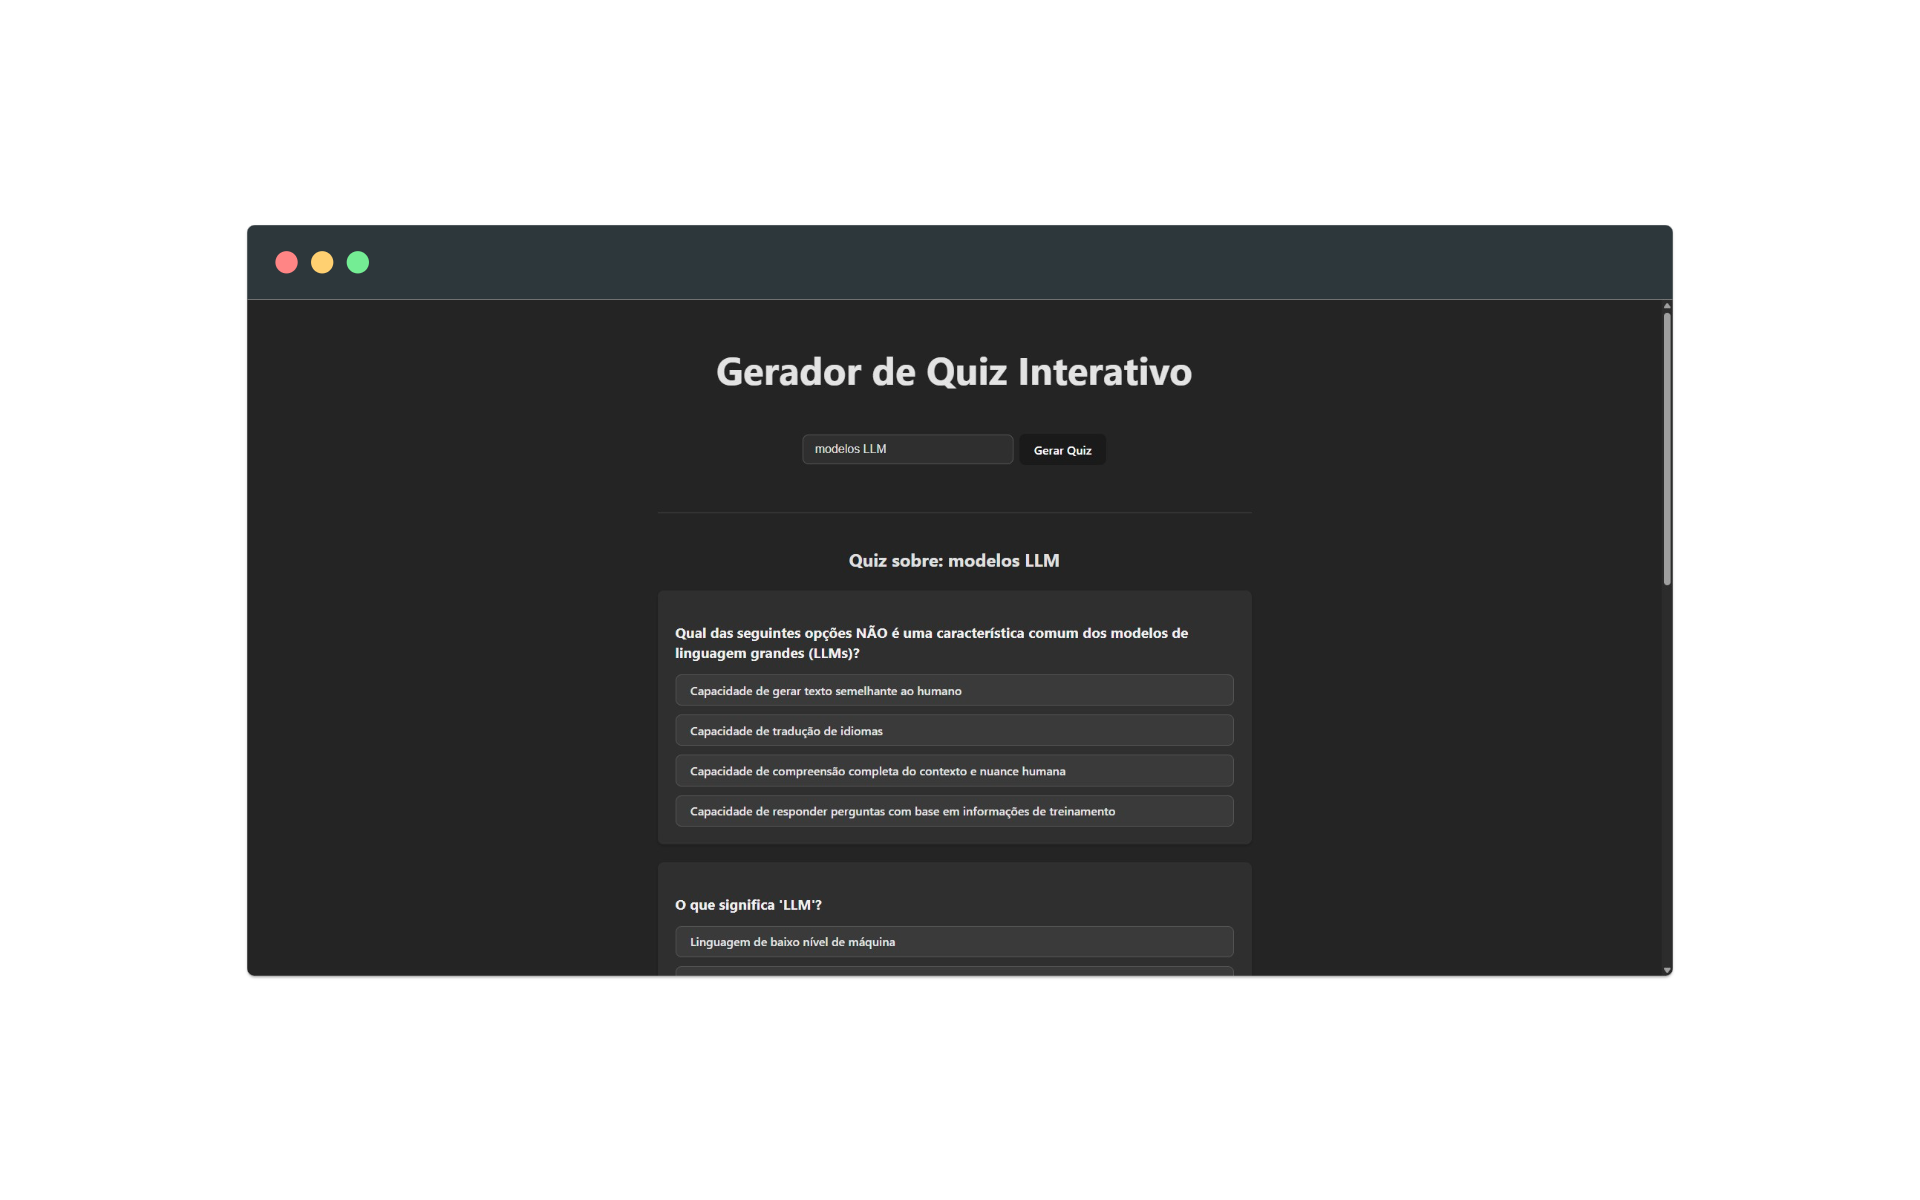 Gerador de Quiz Interativo
modelos LLM
Gerar Quiz
Quiz sobre: modelos LLM
Qual das seguintes opções NÃO é uma característica comum dos modelos de
linguagem grandes (LLMs)?
Capacidade de gerar texto semelhante ao humano
Capacidade de tradução de idiomas
Capacidade de compreensão completa do contexto e nuance humana
Capacidade de responder perguntas com base em informações de treinamento
O que significa 'LLM'?
Linguagem de baixo nível de máquina